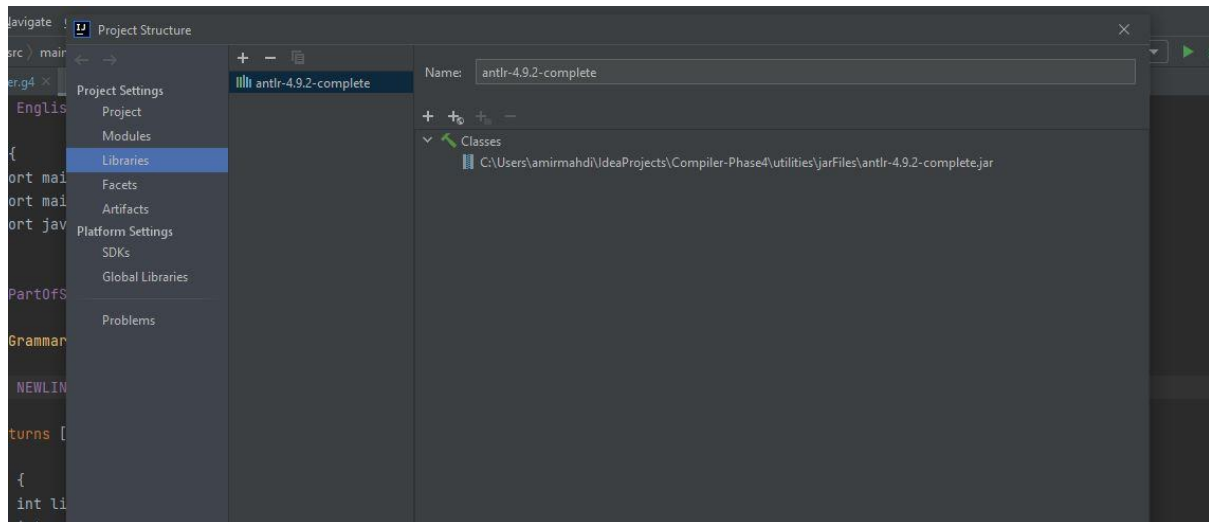 Navigate
Project Structure
src
main
er.g4
Englis
{
ort mai
ort mai
ort jav
PartOfS
Grammar
NEWLIN
turns [
{
int li
Project Settings
Project
Modules
Libraries
Facets
Artifacts
Platform Settings
SDKs
Global Libraries
Problems
antlr-4.9.2-complete
Name: antlr-4.9.2-complete
Classes
C:\Users\amirmahdi\IdeaProjects\Compiler-Phase4\utilities\jarFiles\antlr-4.9.2-complete.jar